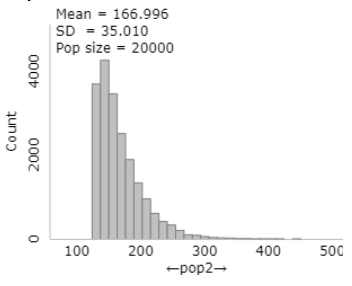 Mean = 166.996
SD = 35.010
Pop size = 20000
Count
4000
2000
0
100 200 300 400 500
←pop2→